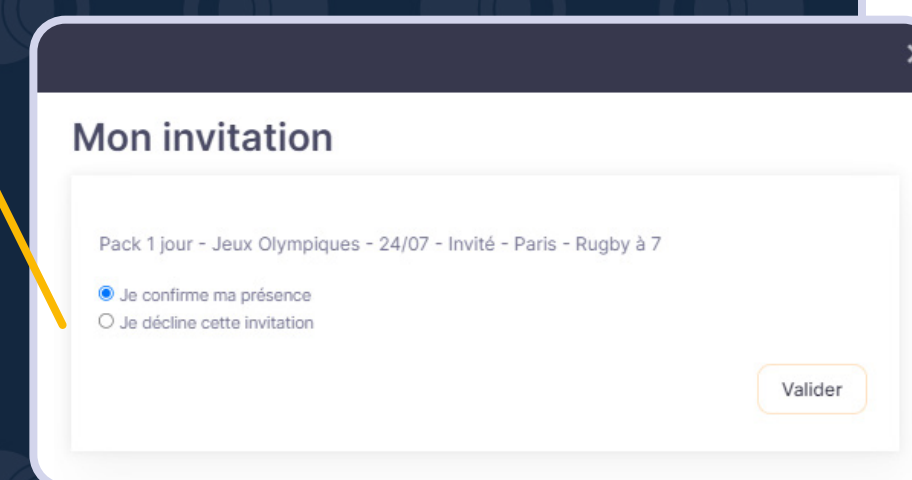 Mon invitation
Pack 1 jour - Jeux Olympiques - 24/07 - Invité - Paris - Rugby à 7
Je confirme ma présence
Je décline cette invitation
Valider